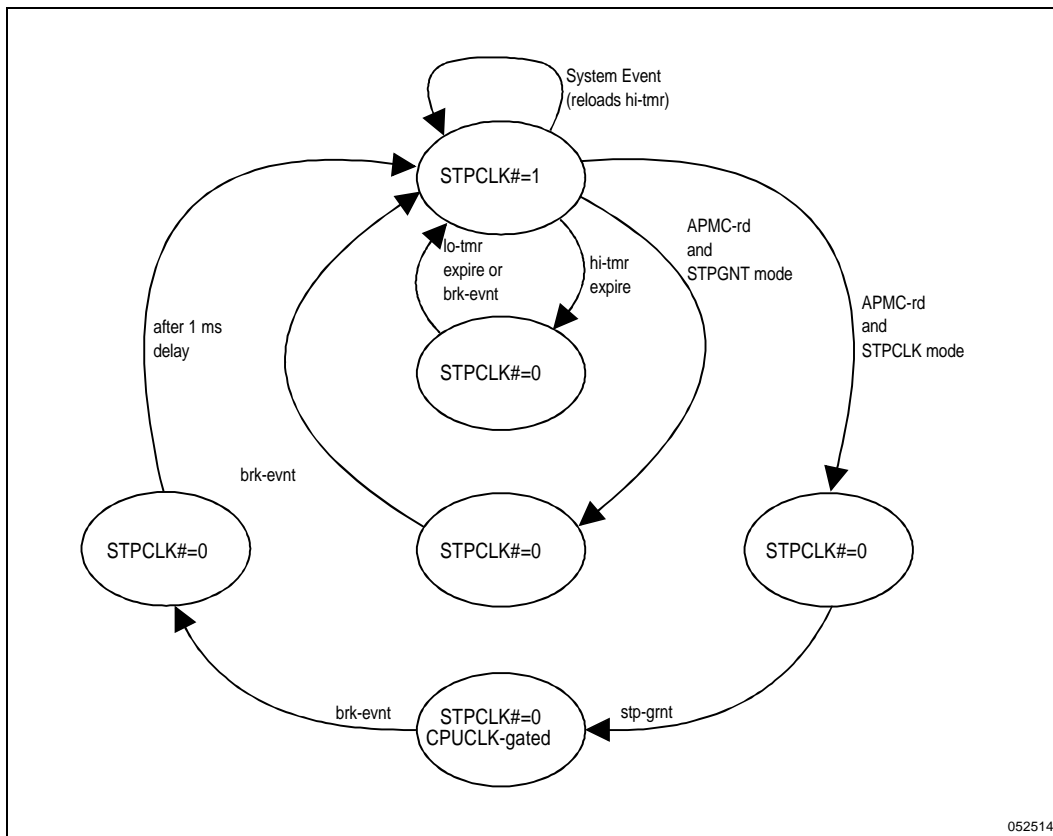 System Event
(reloads hi-tmr)
STPCLK#=1
lo-tmr
expire or
brk-evnt
hi-tmr
expire
APMC-rd
and
STPGNT mode
APMC-rd
and
STPCLK mode
after 1 ms
delay
STPCLK#=0
brk-evnt
STPCLK#=0
STPCLK#=0
STPCLK#=0
brk-evnt
STPCLK#=0
CPUCLK-gated
stp-grnt
052514